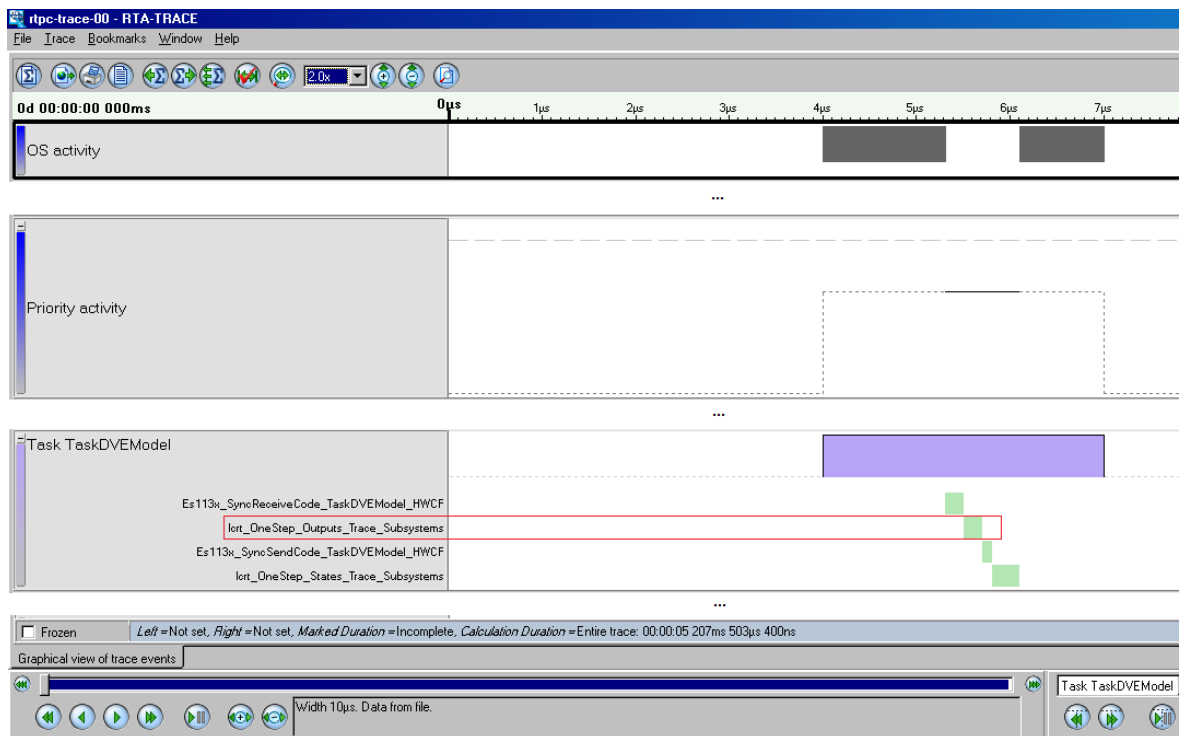 rtpc-trace-00 - RTA-TRACE
File Trace Bookmarks Window Help
2.0x
0d 00:00:00 000ms 0µs 1µs 2µs 3µs 4µs 5µs 6µs 7µs
OS activity
...
Priority activity
...
Task TaskDVEModel
Es113x_SyncReceiveCode_TaskDVEModel_HWCF
lcrt_OneStep_Outputs_Trace_Subsystems
Es113x_SyncSendCode_TaskDVEModel_HWCF
lcrt_OneStep_States_Trace_Subsystems
...
Frozen Left =Not set, Right =Not set, Marked Duration =Incomplete, Calculation Duration =Entire trace: 00:00:05 207ms 503µs 400ns
Graphical view of trace events
Task TaskDVEModel
Width 10µs. Data from file.